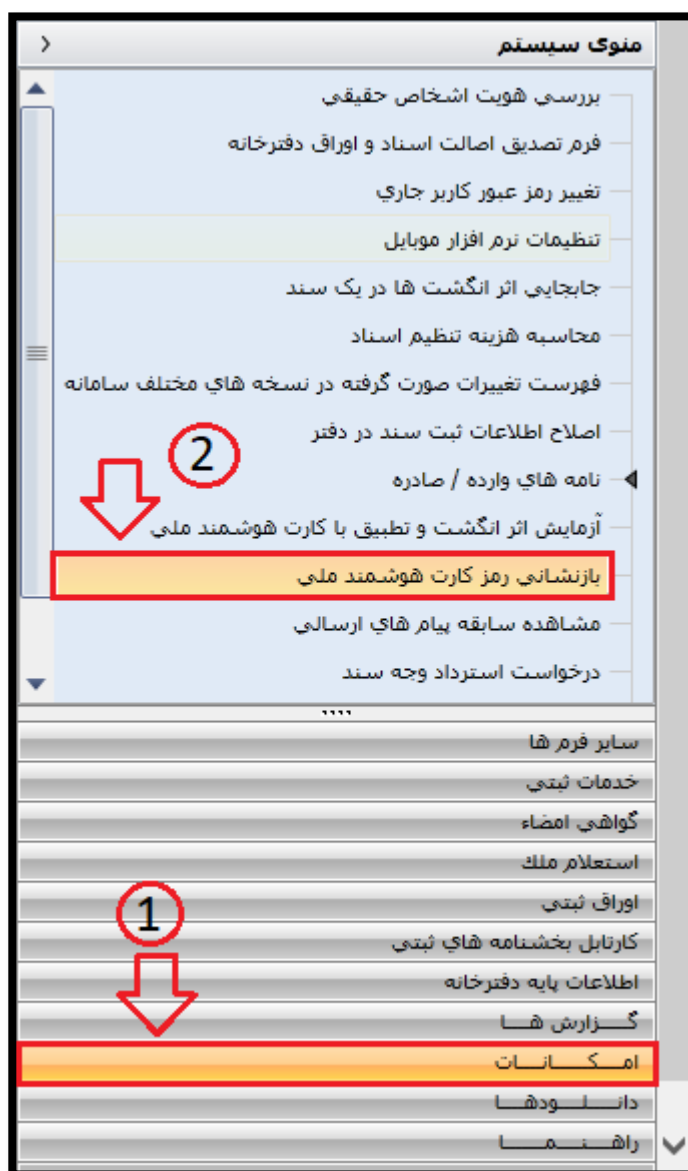 منوی سیستم
بررسي هويت اشخاص حقيقي
فرم تصديق اصالت اسناد و اوراق دفترخانه
تغيير رمز عبور كاربر جاري
تنظيمات نرم افزار موبايل
جابجايي اثر انگشت ها در يک سند
محاسبه هزينه تنظيم اسناد
فهرست تغييرات صورت گرفته در نسخه هاي مختلف سامانه
اصلاح اطلاعات ثبت سند در دفتر
2
نامه هاي وارده / صادره
آزمايش اثر انگشت و تطبيق با كارت هوشمند ملي
بازنشاني رمز كارت هوشمند ملي
مشاهده سابقه پيام هاي ارسالي
درخواست استرداد وجه سند
ساير فرم ها
خدمات ثبتي
گواهي امضاء
استعلام ملك
اوراق ثبتي
1
كارتابل بخشنامه هاي ثبتي
اطلاعات پايه دفترخانه
گـــزارش هـــا
امـــكـــانـــات
دانـــلـــودهـــا
راهـــنـــمـــا